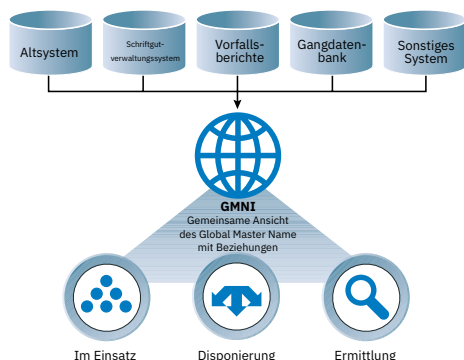 Altsystem
Schriftgut-
verwaltungssystem
Vorfalls-
berichte
Gangdaten-
bank
Sonstiges
System
GMNI
Gemeinsame Ansicht
des Global Master Name
mit Beziehungen
Im Einsatz
Disponierung
Ermittlung